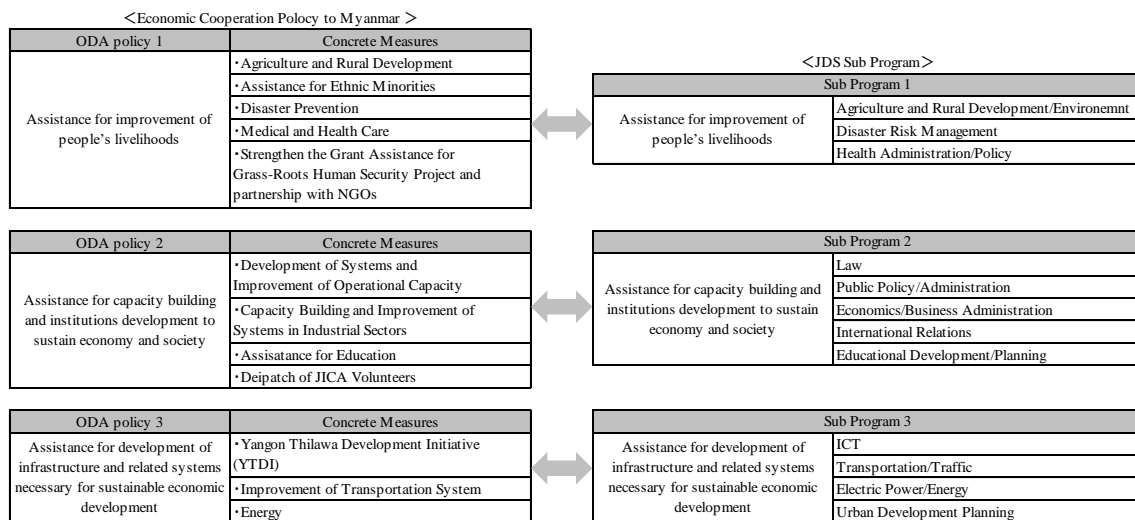 ＜Economic Cooperation Polocy to Myanmar ＞
ODA policy 1
Concrete Measures
Assistance for improvement of
people's livelihoods
・Agriculture and Rural Development
・Assistance for Ethnic Minorities
・Disaster Prevention
・Medical and Health Care
・Strengthen the Grant Assistance for
Grass-Roots Human Security Project and
partnership with NGOs
＜JDS Sub Program＞
Sub Program 1
Assistance for improvement of
people's livelihoods
Agriculture and Rural Development/Environemnt
Disaster Risk Management
Health Administration/Policy
ODA policy 2
Concrete Measures
Assistance for capacity building
and institutions development to
sustain economy and society
・Development of Systems and
Improvement of Operational Capacity
・Capacity Building and Improvement of
Systems in Industrial Sectors
・Assisatance for Education
・Deipatch of JICA Volunteers
Sub Program 2
Assistance for capacity building and
institutions development to sustain
economy and society
Law
Public Policy/Administration
Economics/Business Administration
International Relations
Educational Development/Planning
ODA policy 3
Concrete Measures
Assistance for development of
infrastructure and related systems
necessary for sustainable economic
development
・Yangon Thilawa Development Initiative
(YTDI)
・Improvement of Transportation System
・Energy
Sub Program 3
Assistance for development of
infrastructure and related systems
necessary for sustainable economic
development
ICT
Transportation/Traffic
Electric Power/Energy
Urban Development Planning